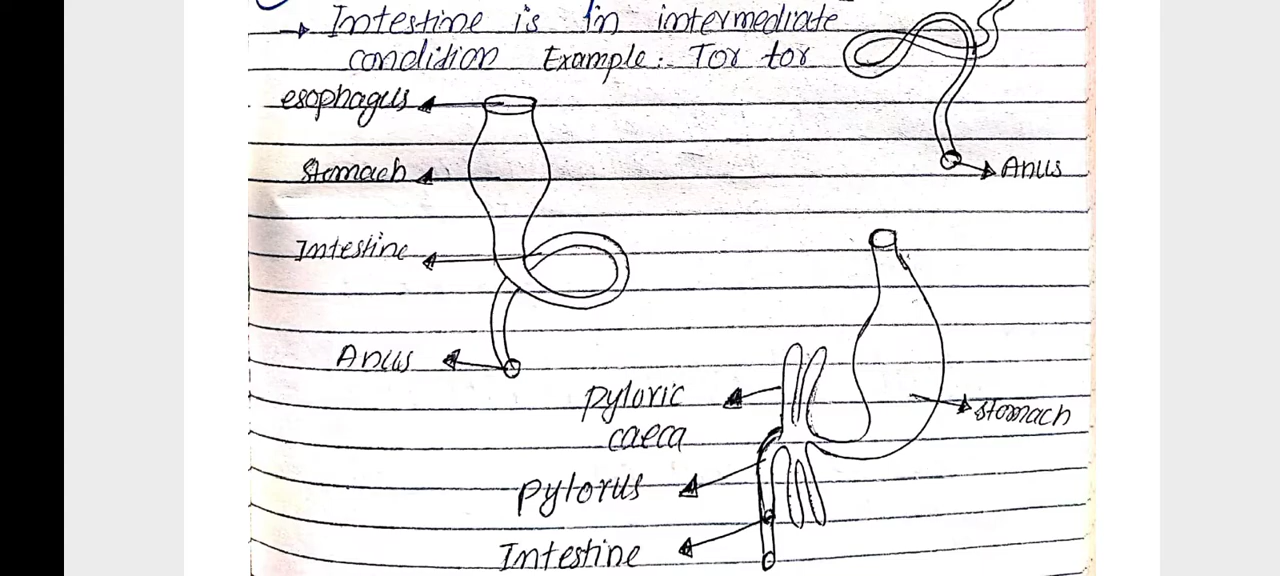 → Intestine is in intermediate
condition Example: Tor tor
esophagus
Stomach
Intestine
Anus
Anus
Pyloric
caeca
stomach
Pylorus
Intestine